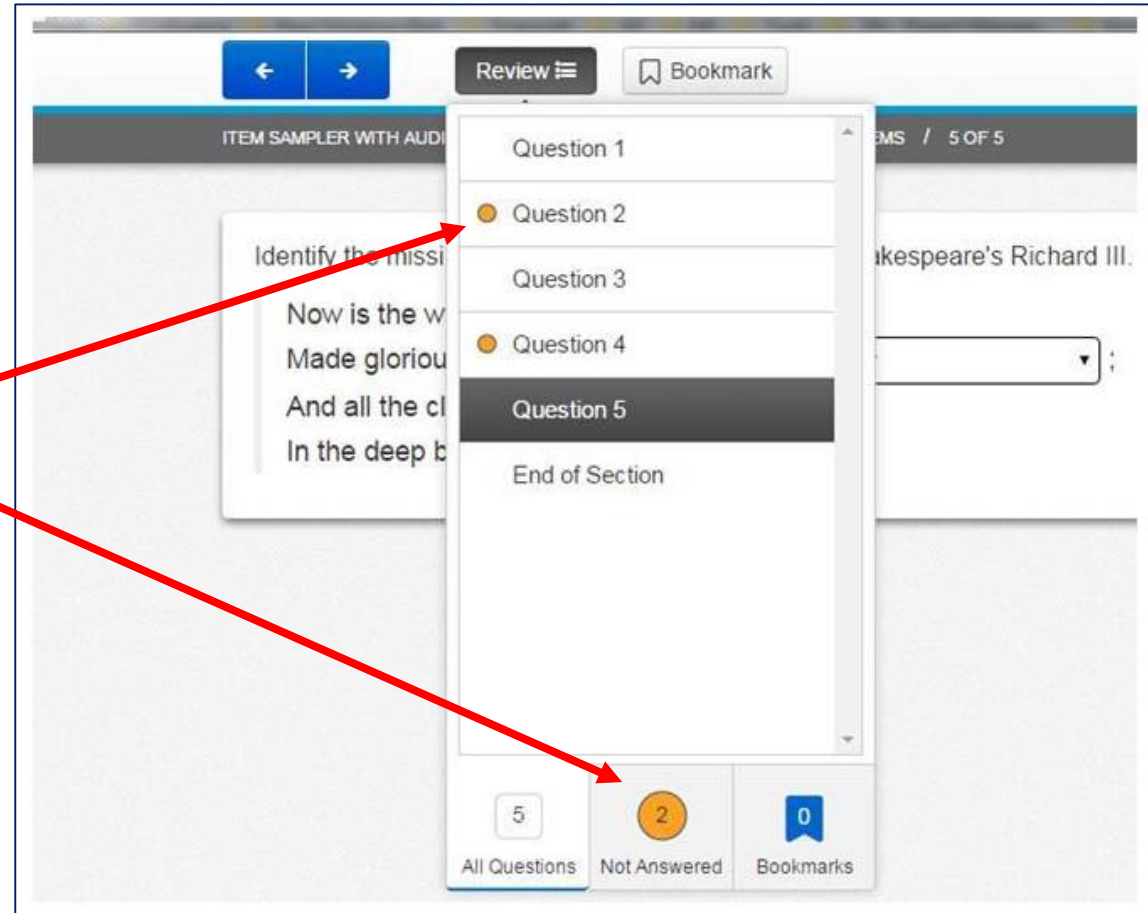 Review
Bookmark
ITEM SAMPLER WITH AUDI
EMS / 5 OF 5
Question 1
Question 2
Question 3
Question 4
Question 5
End of Section
Identify the missi
akespeare's Richard III.
Now is the w
Made gloriou
;
And all the cl
In the deep b
5
2
0
All Questions
Not Answered
Bookmarks